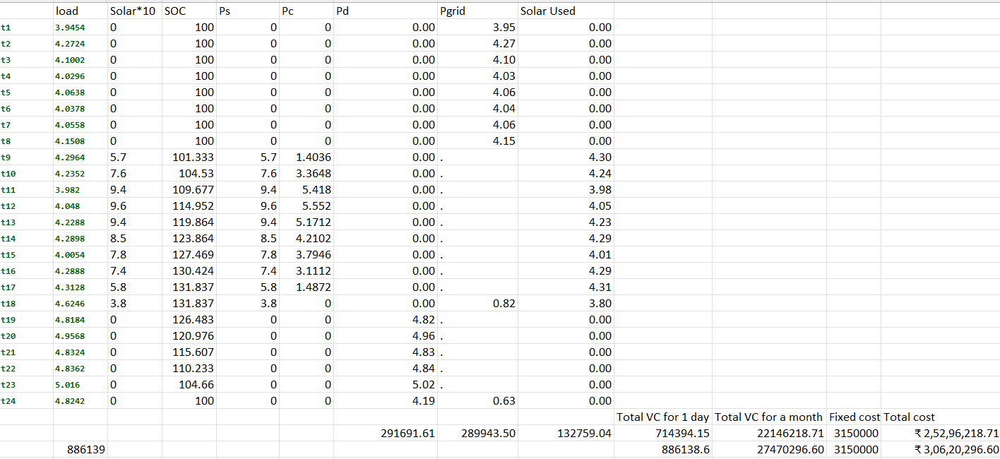 load Solar*10 SOC Ps Pc Pd Pgrid Solar Used
t1 3.9454 0 100 0 0 0.00 3.95 0.00
t2 4.2724 0 100 0 0 0.00 4.27 0.00
t3 4.1002 0 100 0 0 0.00 4.10 0.00
t4 4.0296 0 100 0 0 0.00 4.03 0.00
t5 4.0638 0 100 0 0 0.00 4.06 0.00
t6 4.0378 0 100 0 0 0.00 4.04 0.00
t7 4.0558 0 100 0 0 0.00 4.06 0.00
t8 4.1508 0 100 0 0 0.00 4.15 0.00
t9 4.2964 5.7 101.333 5.7 1.4036 0.00 . 4.30
t10 4.2352 7.6 104.53 7.6 3.3648 0.00 . 4.24
t11 3.982 9.4 109.677 9.4 5.418 0.00 . 3.98
t12 4.048 9.6 114.952 9.6 5.552 0.00 . 4.05
t13 4.2288 9.4 119.864 9.4 5.1712 0.00 . 4.23
t14 4.2898 8.5 123.864 8.5 4.2102 0.00 . 4.29
t15 4.0054 7.8 127.469 7.8 3.7946 0.00 . 4.01
t16 4.2888 7.4 130.424 7.4 3.1112 0.00 . 4.29
t17 4.3128 5.8 131.837 5.8 1.4872 0.00 . 4.31
t18 4.6246 3.8 131.837 3.8 0 0.00 0.82 3.80
t19 4.8184 0 126.483 0 0 4.82 . 0.00
t20 4.9568 0 120.976 0 0 4.96 . 0.00
t21 4.8324 0 115.607 0 0 4.83 . 0.00
t22 4.8362 0 110.233 0 0 4.84 . 0.00
t23 5.016 0 104.66 0 0 5.02 . 0.00
t24 4.8242 0 100 0 0 4.19 0.63 0.00
Total VC for 1 day Total VC for a month Fixed cost Total cost
291691.61 289943.50 132759.04 714394.15 22146218.71 3150000 ₹ 2,52,96,218.71
886139 886138.6 27470296.60 3150000 ₹ 3,06,20,296.60